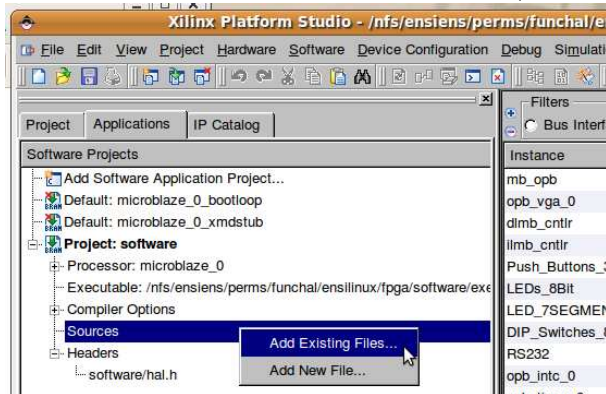 Xilinx Platform Studio - /nfs/ensiens/perms/funchal/e
File Edit View Project Hardware Software Device Configuration Debug Simulati
Filters
Bus Interf
Project Applications IP Catalog
Software Projects
Instance
Add Software Application Project...
mb_opb
Default: microblaze_0_bootloop
opb_vga_0
Default: microblaze_0_xmdstub
dlmb_cntlr
Project: software
ilmb_cntlr
Processor: microblaze_0
Push_Buttons_3
Executable: /nfs/ensiens/perms/funchal/ensilinux/fpga/software/exe
LEDs_8Bit
Compiler Options
LED_7SEGMEN
Sources
Add Existing Files...
DIP_Switches_8
Headers
RS232
software/hal.h
Add New File...
opb_intc_0